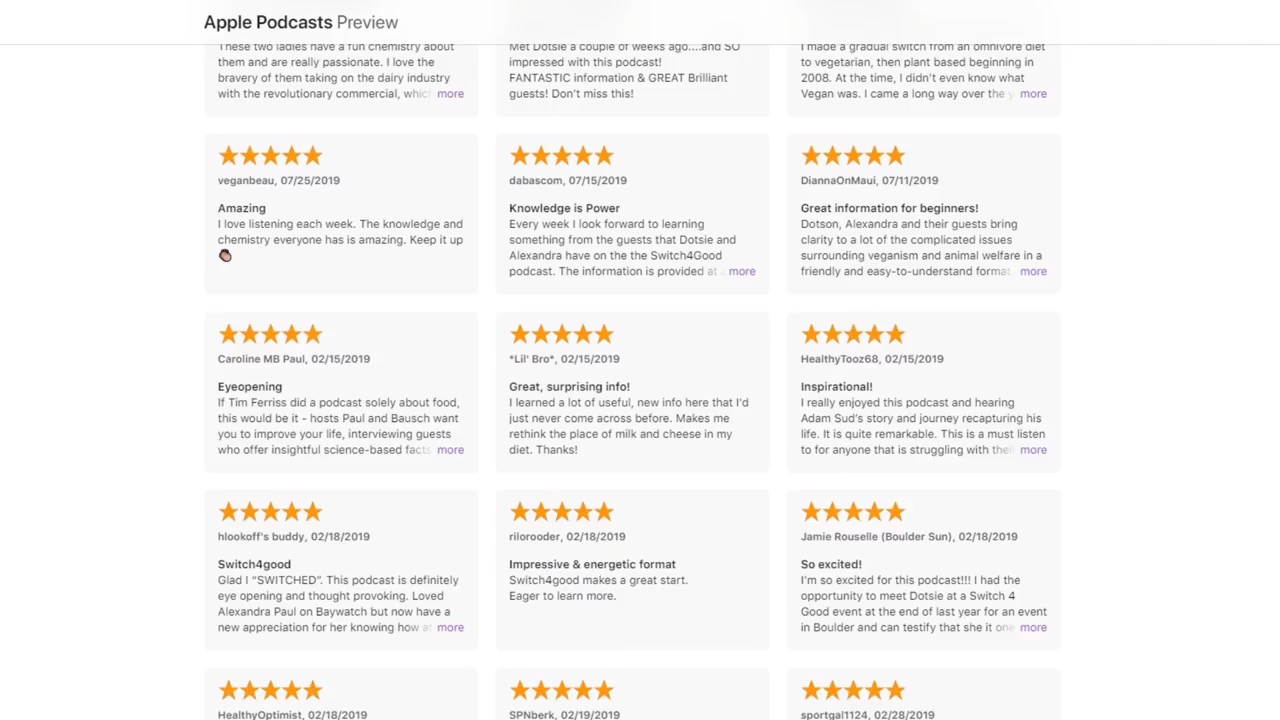 Apple Podcasts Preview
These two ladies have a fun chemistry about
them and are really passionate. I love the
bravery of them taking on the dairy industry
with the revolutionary commercial, which more
Met Dotsie a couple of weeks ago....and SO
impressed with this podcast!
FANTASTIC information & GREAT Brilliant
guests! Don't miss this!
I made a gradual switch from an omnivore diet
to vegetarian, then plant based beginning in
2008. At the time, I didn't even know what
Vegan was. I came a long way over the more
veganbeau, 07/25/2019
Amazing
I love listening each week. The knowledge and
chemistry everyone has is amazing. Keep it up
dabascom, 07/15/2019
Knowledge is Power
Every week I look forward to learning
something from the guests that Dotsie and
Alexandra have on the the Switch4Good
podcast. The information is provided at more
DiannaOnMaui, 07/11/2019
Great information for beginners!
Dotson, Alexandra and their guests bring
clarity to a lot of the complicated issues
surrounding veganism and animal welfare in a
friendly and easy-to-understand format more
Caroline MB Paul, 02/15/2019
Eyeopening
If Tim Ferriss did a podcast solely about food,
this would be it - hosts Paul and Bausch want
you to improve your life, interviewing guests
who offer insightful science-based facts more
*Lil' Bro*, 02/15/2019
Great, surprising info!
I learned a lot of useful, new info here that I'd
just never come across before. Makes me
rethink the place of milk and cheese in my
diet. Thanks!
HealthyTooz68, 02/15/2019
Inspirational!
I really enjoyed this podcast and hearing
Adam Sud's story and journey recapturing his
life. It is quite remarkable. This is a must listen
to for anyone that is struggling with their more
hlookoff's buddy, 02/18/2019
Switch4good
Glad I "SWITCHED". This podcast is definitely
eye opening and thought provoking. Loved
Alexandra Paul on Baywatch but now have a
new appreciation for her knowing how more
rilorooder, 02/18/2019
Impressive & energetic format
Switch4good makes a great start.
Eager to learn more.
Jamie Rouselle (Boulder Sun), 02/18/2019
So excited!
I'm so excited for this podcast!!! I had the
opportunity to meet Dotsie at a Switch 4
Good event at the end of last year for an event
in Boulder and can testify that she it one more
HealthyOptimist, 02/18/2019
SPNberk, 02/19/2019
sportgal1124, 02/28/2019